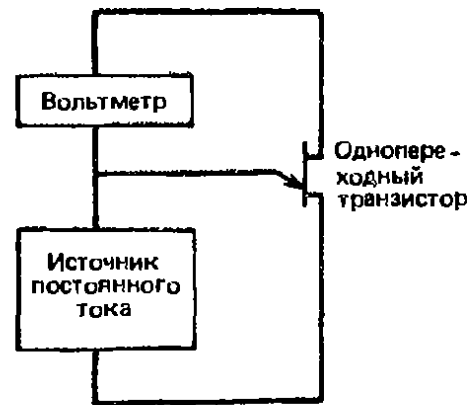 Вольтметр
Однопере-
ходный
транзистор
Источник
постоянного
тока